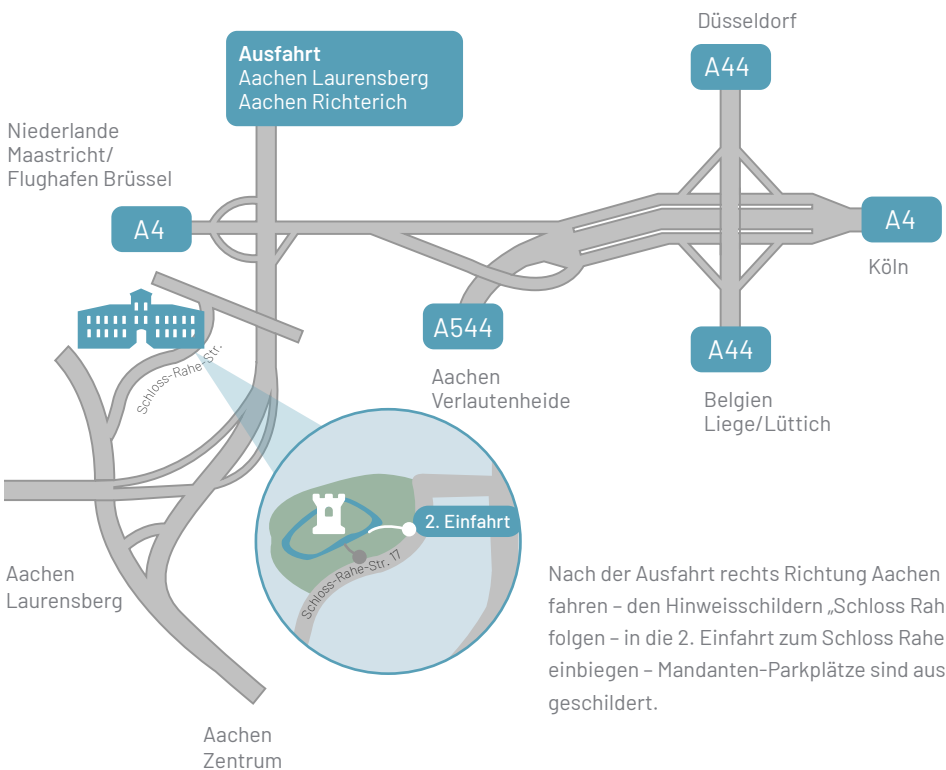 Düsseldorf
A44
Ausfahrt
Aachen Laurensberg
Aachen Richterich
Niederlande
Maastricht/
Flughafen Brüssel
A4
A4
Köln
A544
Aachen
Verlautenheide
A44
Belgien
Liege/Lüttich
Schloss-Rahe-Str.
2. Einfahrt
Schloss-Rahe-Str. 17
Aachen
Laurensberg
Aachen
Zentrum
Nach der Ausfahrt rechts Richtung Aachen
fahren – den Hinweisschildern „Schloss Rah
folgen – in die 2. Einfahrt zum Schloss Rahe
einbiegen – Mandanten-Parkplätze sind aus
geschildert.